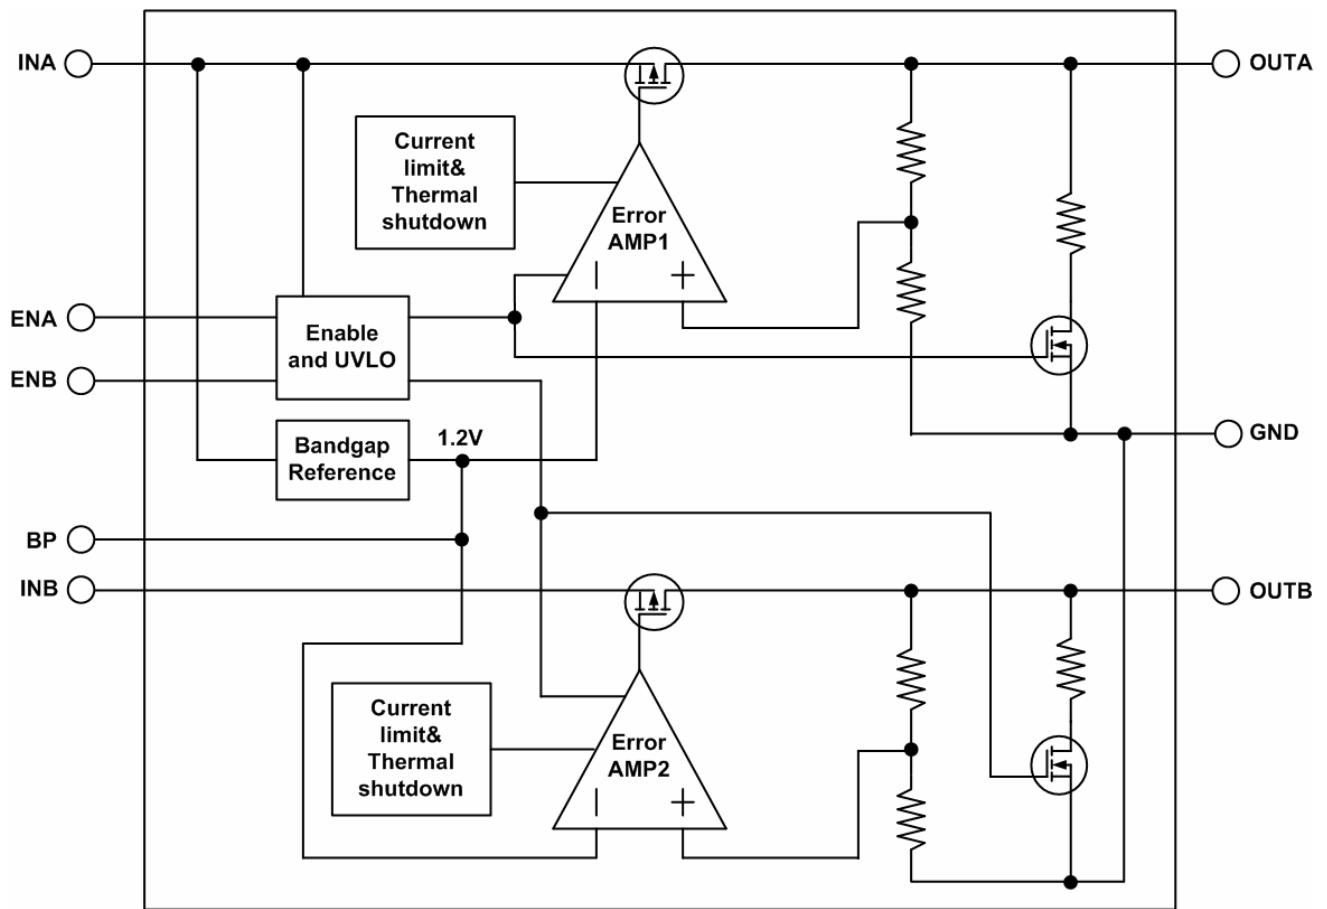 INA
OUTA
Current
limit&
Thermal
shutdown
Error
AMP1
− +
ENA
Enable
and UVLO
ENB
GND
Bandgap
Reference
1.2V
BP
INB
OUTB
Current
limit&
Thermal
shutdown
Error
AMP2
− +